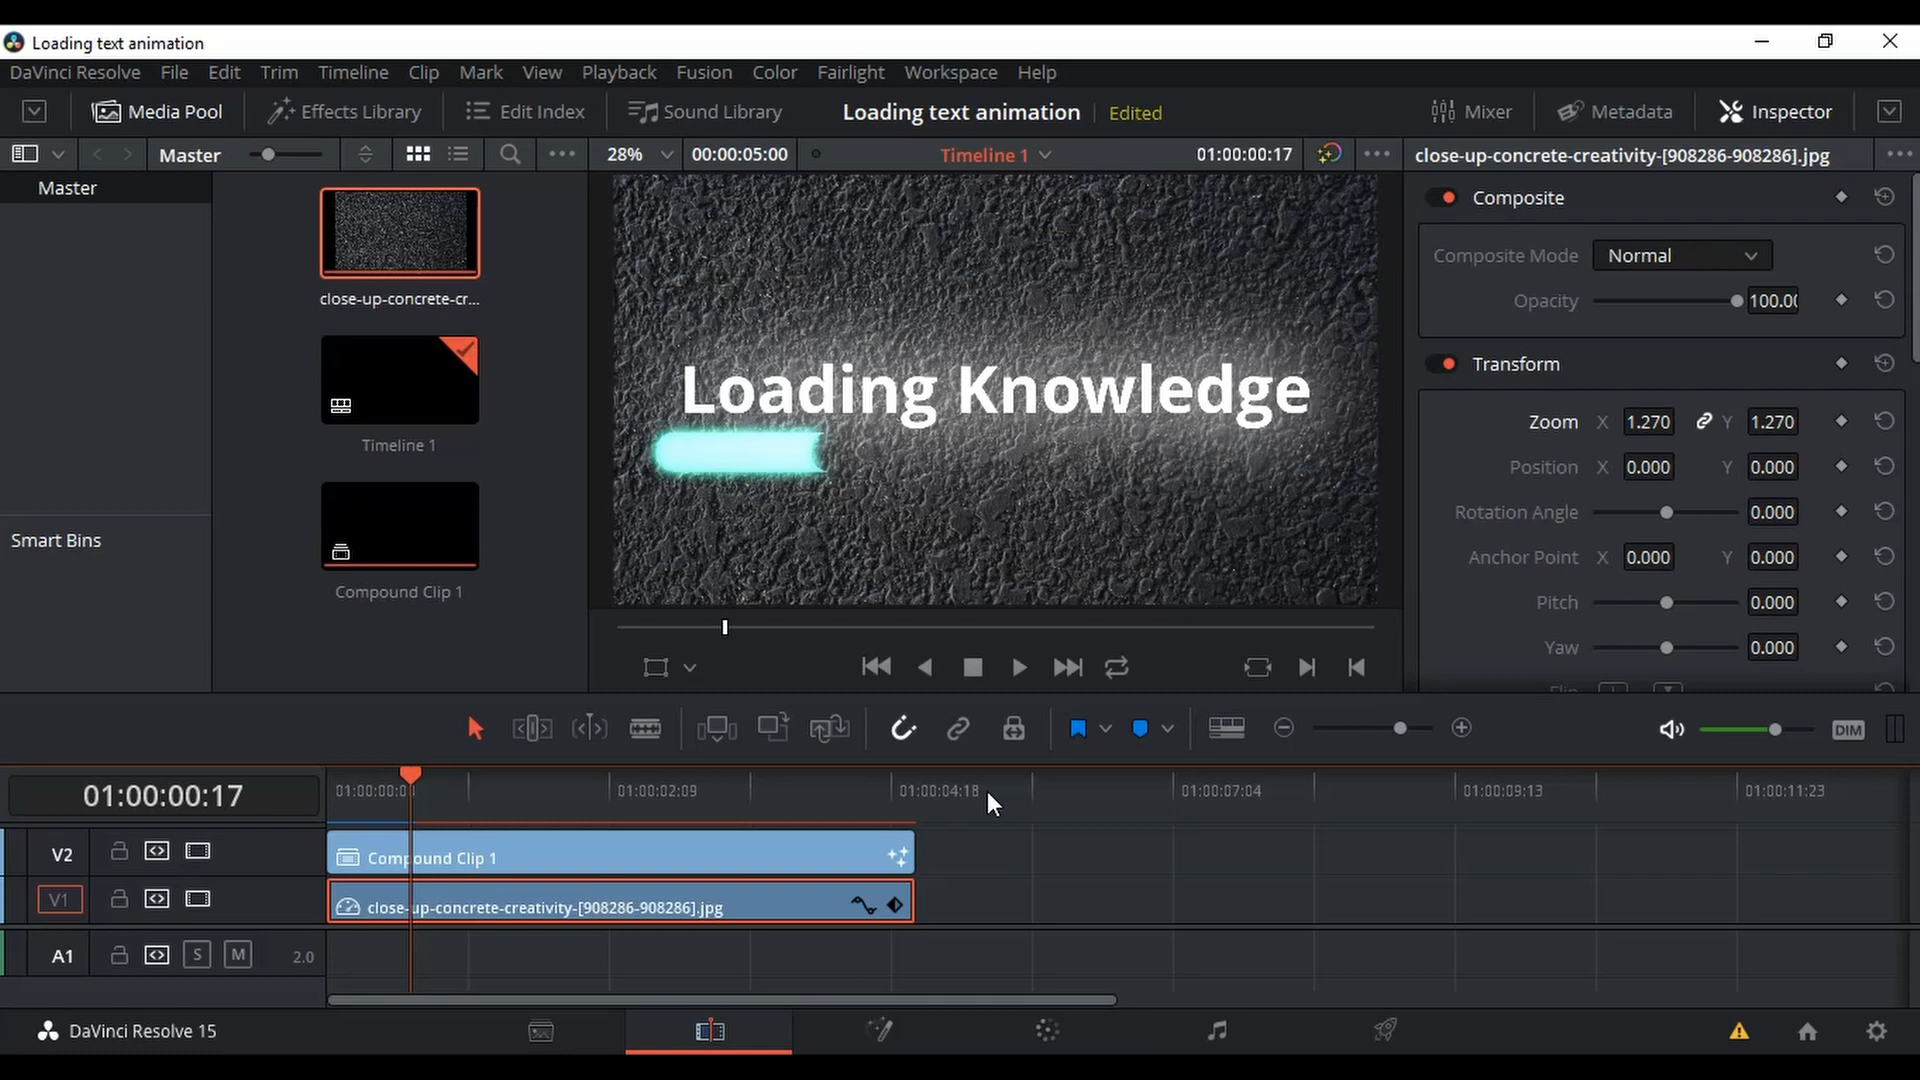 Loading text animation
DaVinci Resolve File Edit Trim Timeline Clip Mark View Playback Fusion Color Fairlight Workspace Help
Media Pool Effects Library Edit Index Sound Library Loading text animation Edited Mixer Metadata Inspector
Master 28% 00:00:05:00 Timeline 1 01:00:00:17 close-up-concrete-creativity-[908286-908286].jpg
Master
Smart Bins
close-up-concrete-cr...
Timeline 1
Compound Clip 1
Loading Knowledge
Composite
Composite Mode Normal
Opacity 100.00
Transform
Zoom X 1.270 Y 1.270
Position X 0.000 Y 0.000
Rotation Angle 0.000
Anchor Point X 0.000 Y 0.000
Pitch 0.000
Yaw 0.000
DIM
01:00:00:17 01:00:02:09 01:00:04:18 01:00:07:04 01:00:09:13 01:00:11:23
V2 Compound Clip 1
V1 close-up-concrete-creativity-[908286-908286].jpg
A1 S M 2.0
DaVinci Resolve 15